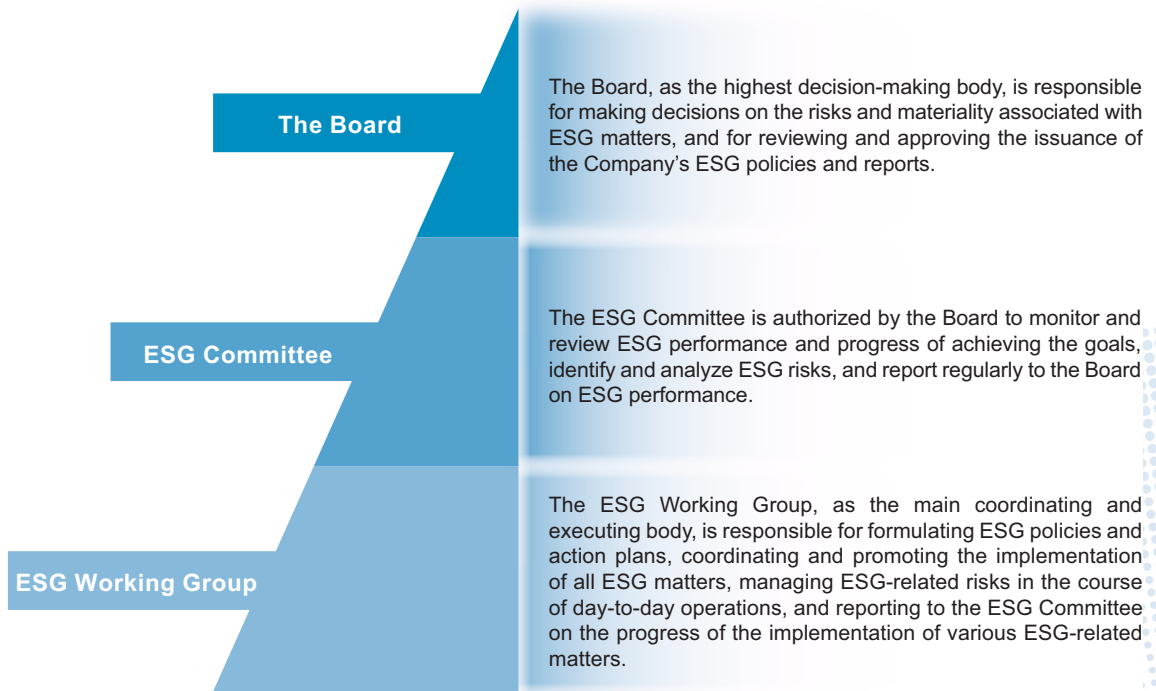 The Board
The Board, as the highest decision-making body, is responsible
for making decisions on the risks and materiality associated with
ESG matters, and for reviewing and approving the issuance of
the Company’s ESG policies and reports.
ESG Committee
The ESG Committee is authorized by the Board to monitor and
review ESG performance and progress of achieving the goals,
identify and analyze ESG risks, and report regularly to the Board
on ESG performance.
ESG Working Group
The ESG Working Group, as the main coordinating and
executing body, is responsible for formulating ESG policies and
action plans, coordinating and promoting the implementation
of all ESG matters, managing ESG-related risks in the course
of day-to-day operations, and reporting to the ESG Committee
on the progress of the implementation of various ESG-related
matters.